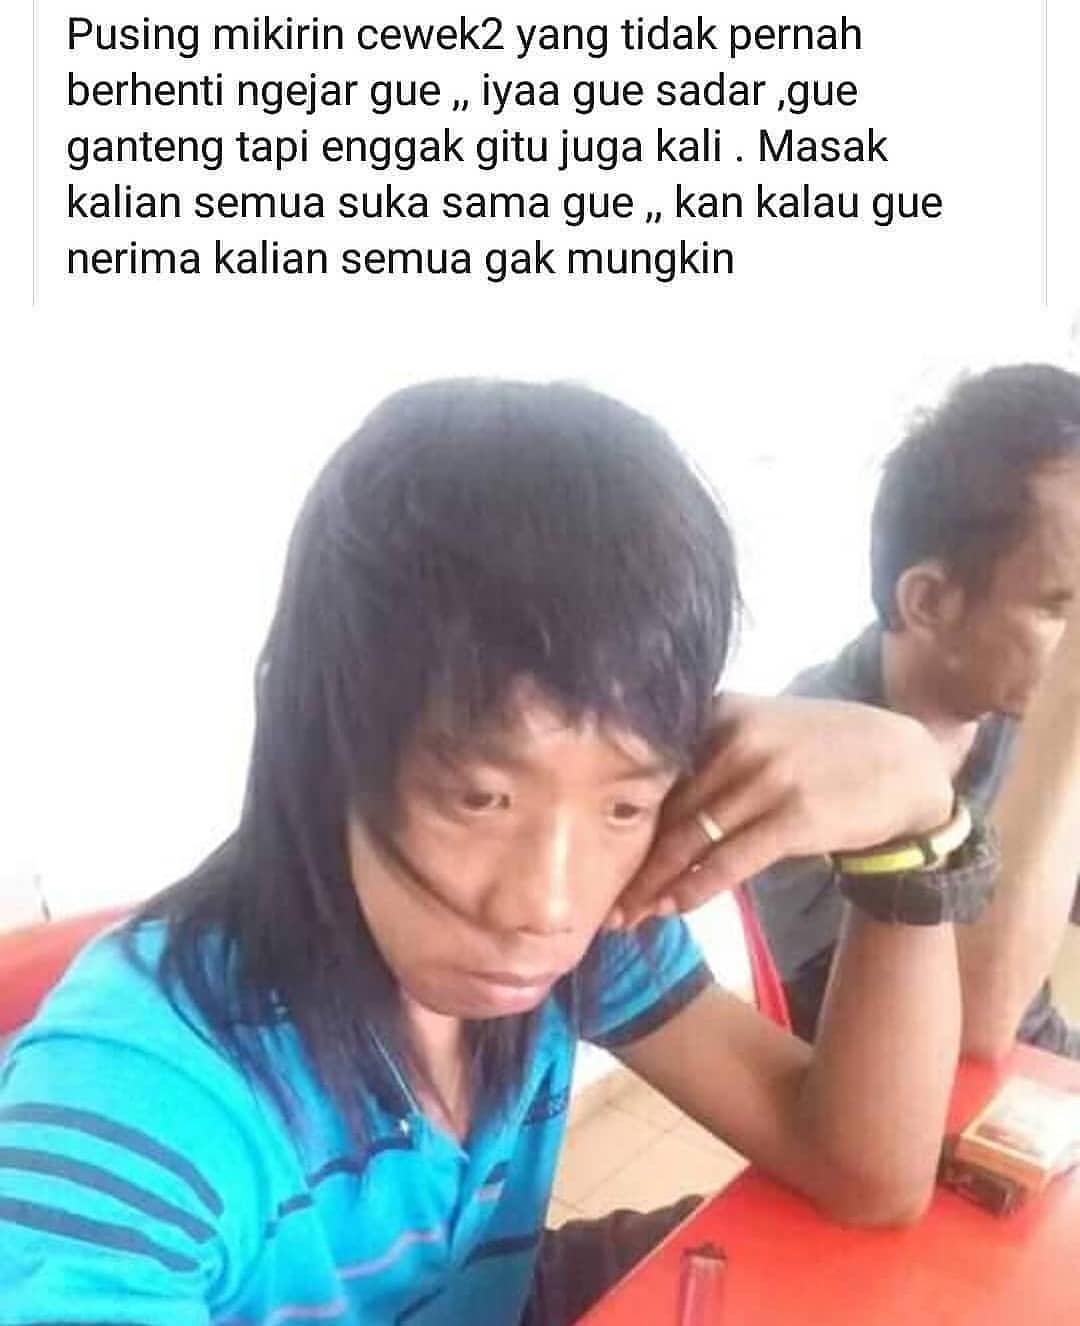 Pusing mikirin cewek2 yang tidak pernah
berhenti ngejar gue ,, iyaa gue sadar ,gue
ganteng tapi enggak gitu juga kali . Masak
kalian semua suka sama gue ,, kan kalau gue
nerima kalian semua gak mungkin